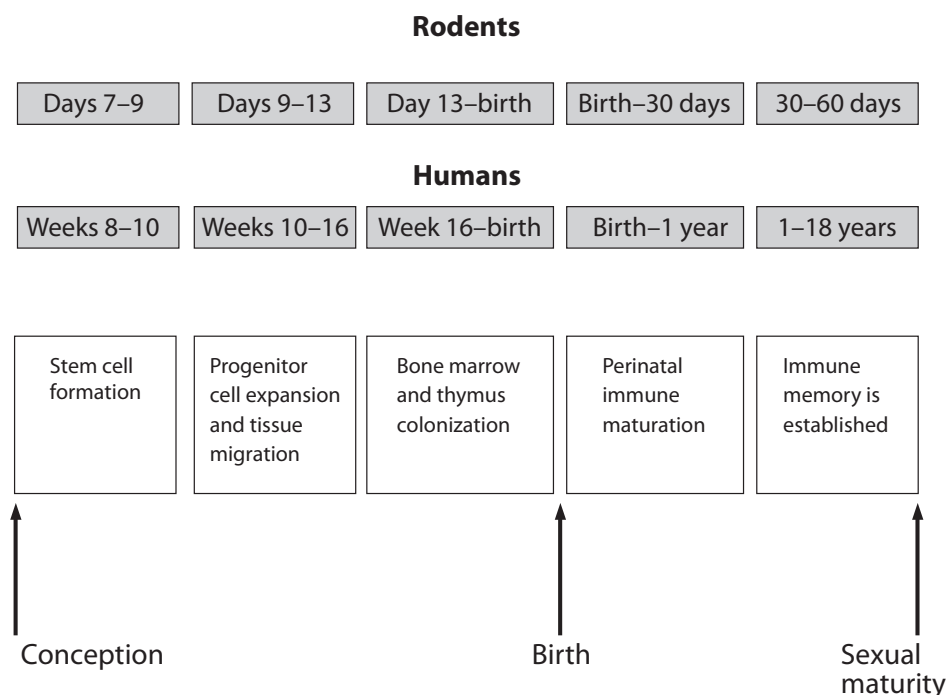 Rodents
Days 7–9
Days 9–13
Day 13–birth
Birth–30 days
30–60 days
Humans
Weeks 8–10
Weeks 10–16
Week 16–birth
Birth–1 year
1–18 years
Stem cell
formation
Progenitor
cell expansion
and tissue
migration
Bone marrow
and thymus
colonization
Perinatal
immune
maturation
Immune
memory is
established
Conception
Birth
Sexual
maturity